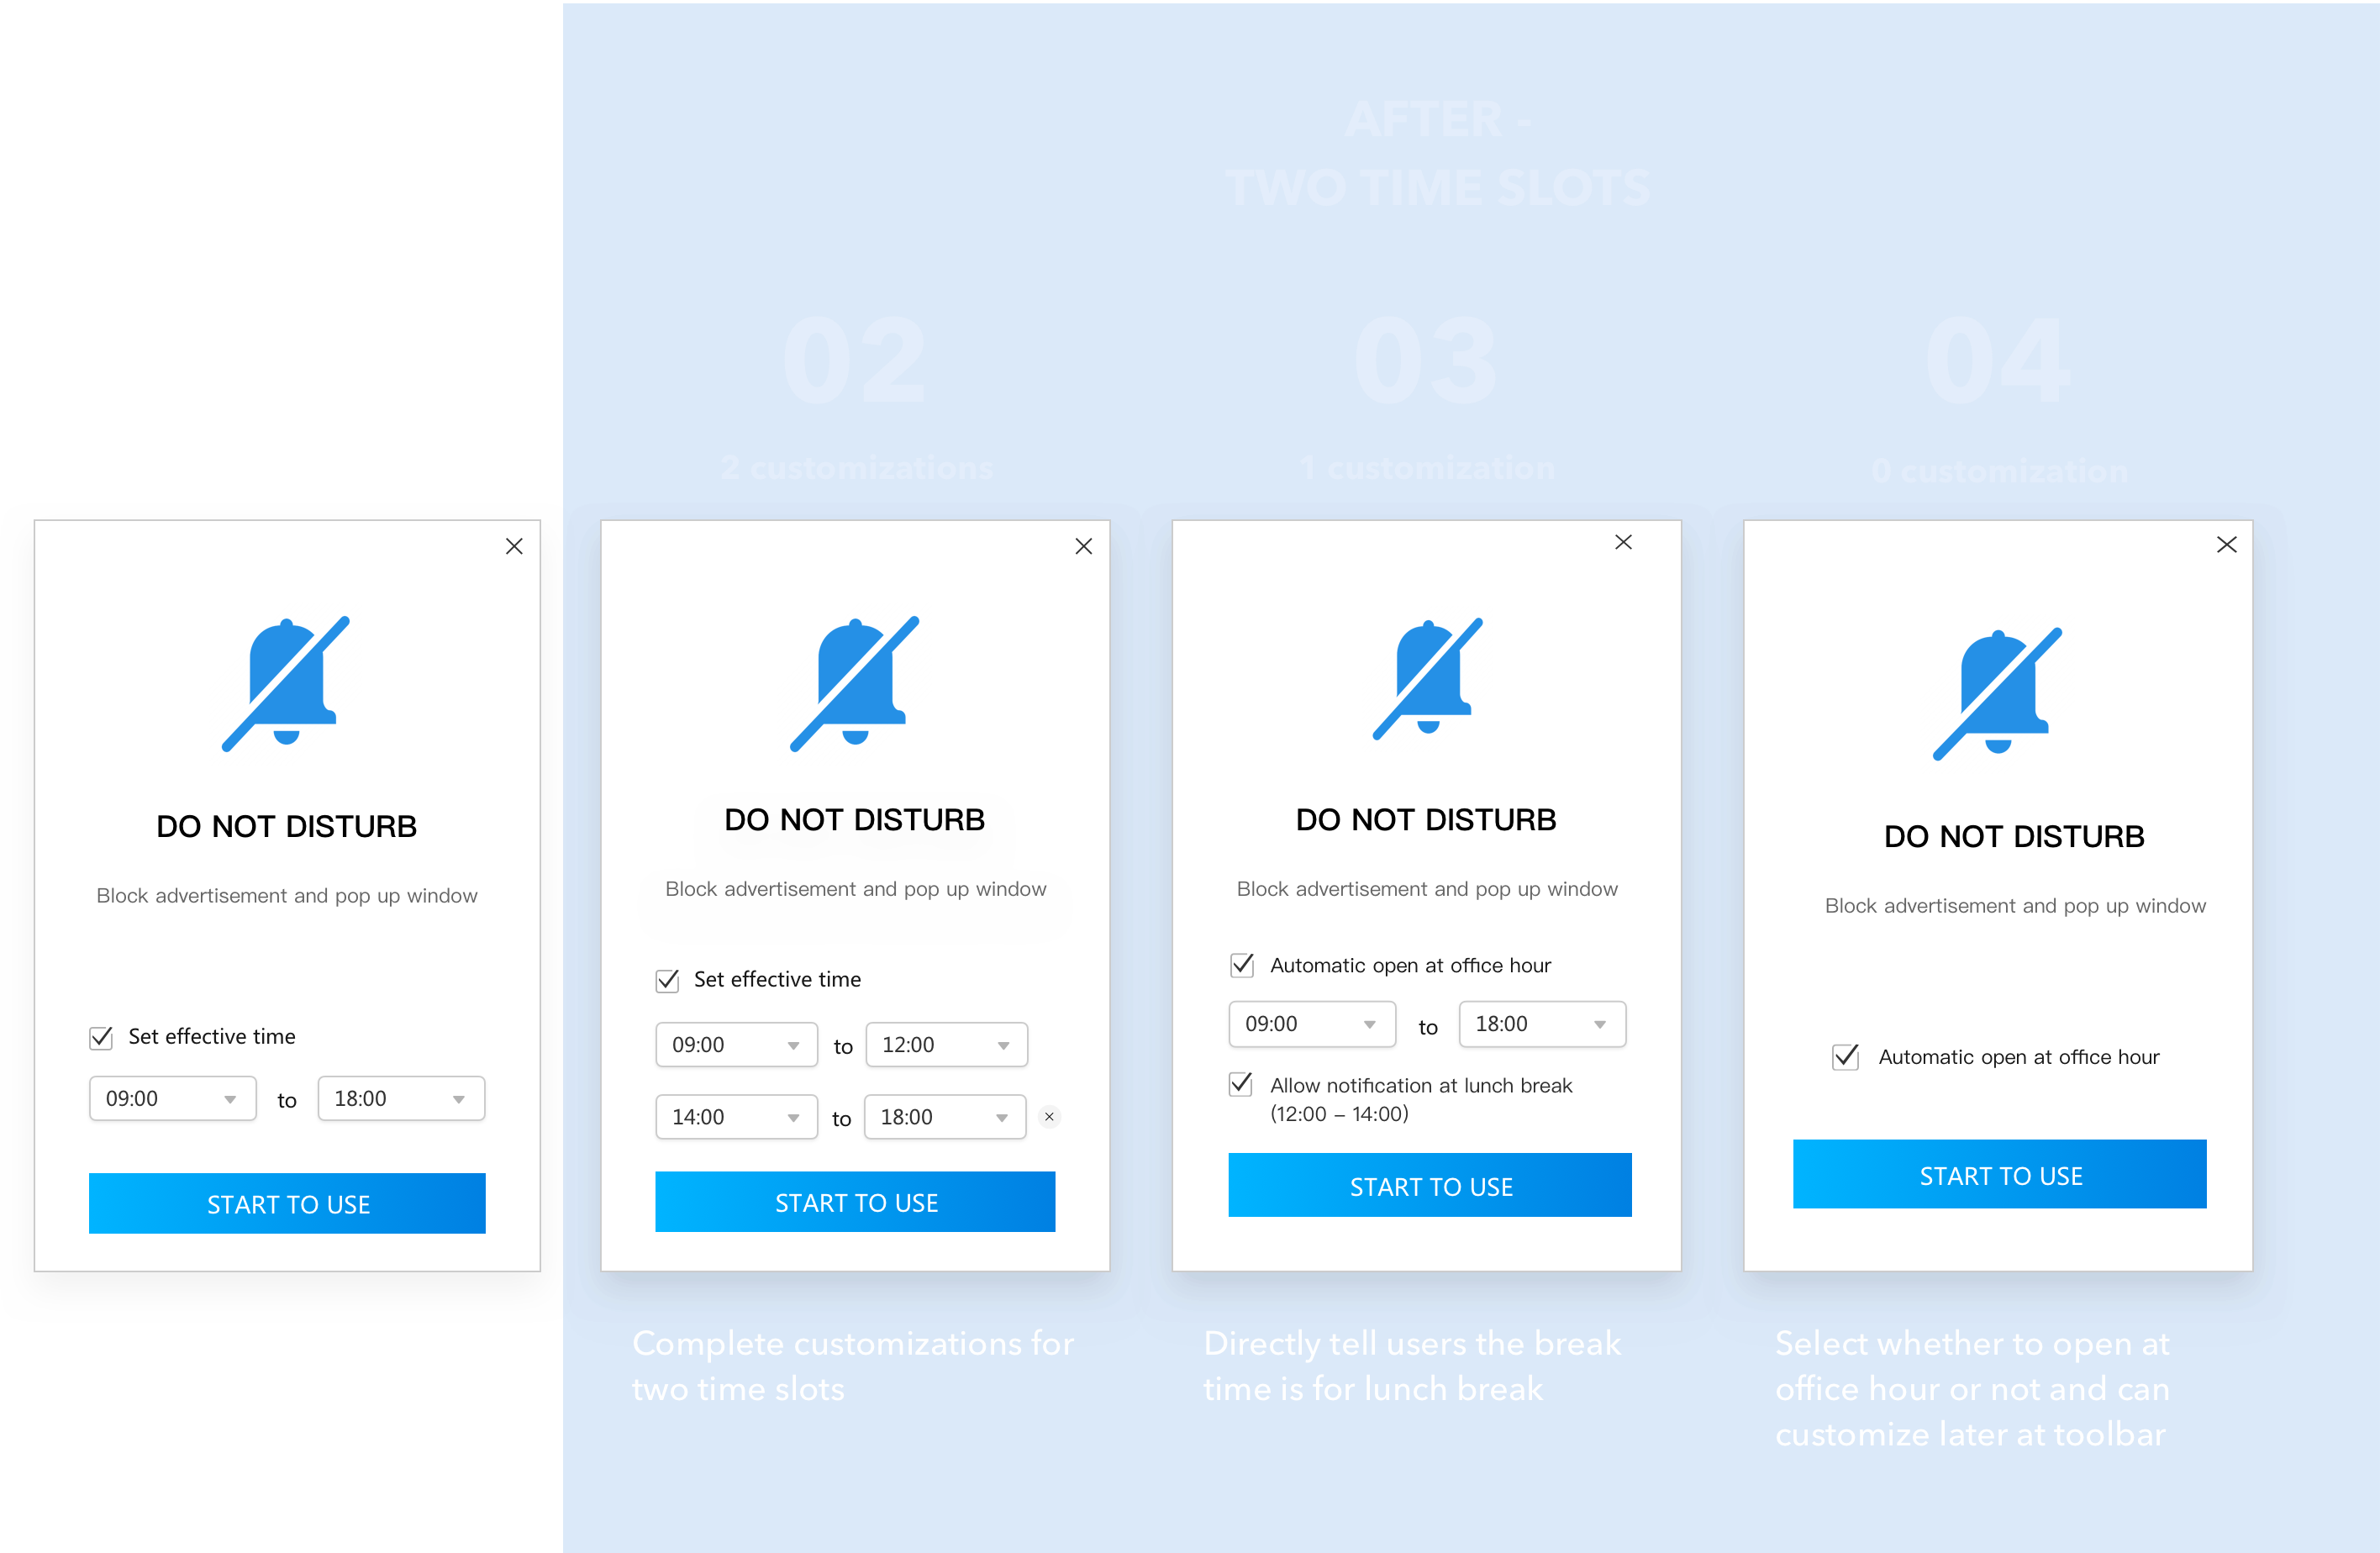 AFTER -
TWO TIME SLOTS
02
03
04
2 customizations
1 customization
0 customization
DO NOT DISTURB
Block advertisement and pop up window
Set effective time
09:00
to
18:00
START TO USE
DO NOT DISTURB
Block advertisement and pop up window
Set effective time
09:00
to
12:00
14:00
to
18:00
START TO USE
Complete customizations for
two time slots
DO NOT DISTURB
Block advertisement and pop up window
Automatic open at office hour
09:00
to
18:00
Allow notification at lunch break
(12:00 – 14:00)
START TO USE
Directly tell users the break
time is for lunch break
DO NOT DISTURB
Block advertisement and pop up window
Automatic open at office hour
START TO USE
Select whether to open at
office hour or not and can
customize later at toolbar